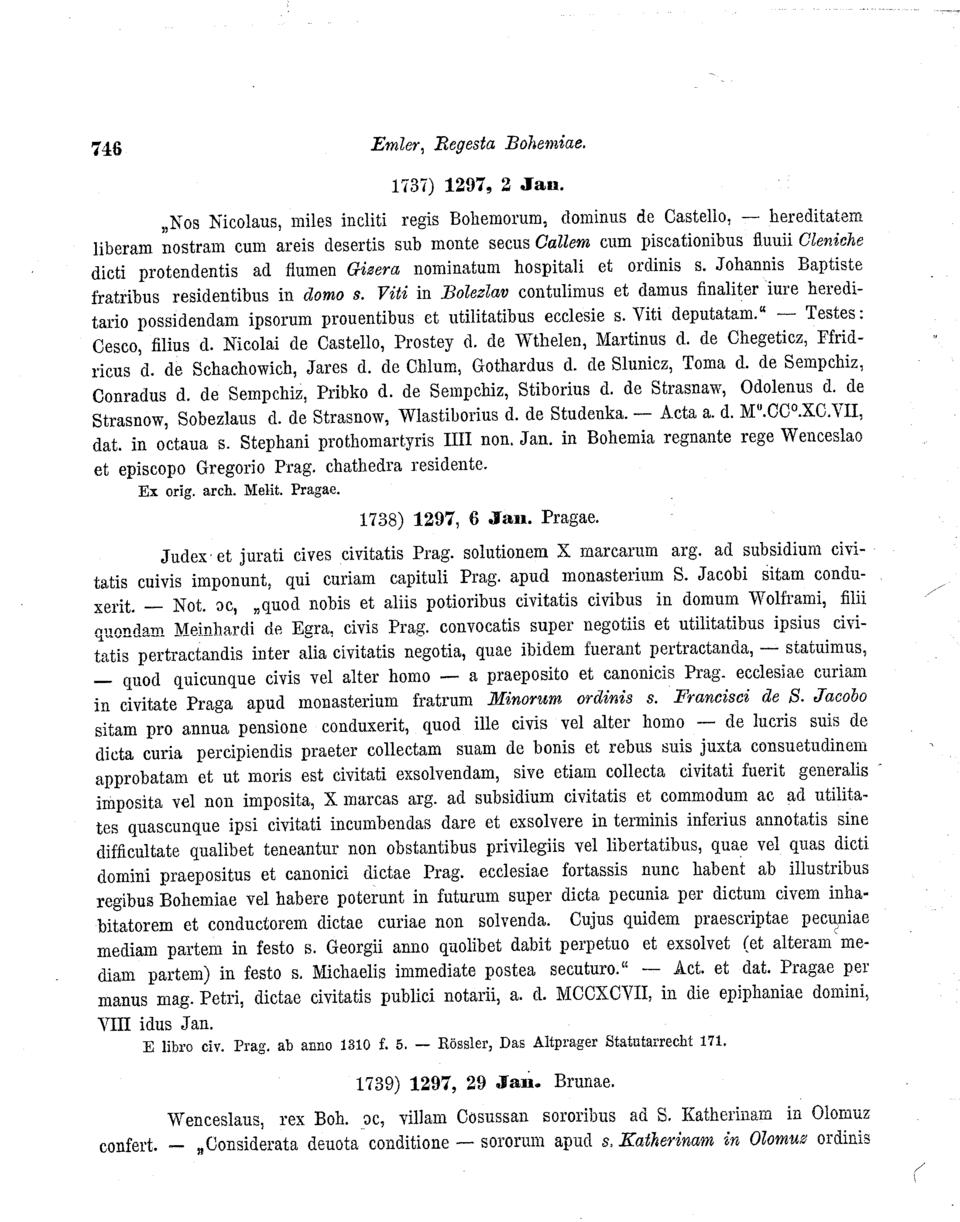 746
Emler, Regesta Bohemiae.
1737) 1297, 2 Jan.
„Nos Nicolaus, miles incliti regis Bohemorum, dominus de Castello, — hereditatem
liberam nostram cum areis desertis sub monte secus Callem cum piscationibus fluuii Cleniche
dicti protendentis ad flumen Gizera nominatum hospitali et ordinis s. Johannis Baptiste
fratribus residentibus in domo s. Viti in Bolezlav contulimus et damus finaliter iure heredi-
tario possidendam ipsorum prouentibus et utilitatibus ecclesie s. Viti deputatam.“ — Testes:
Cesco, filius d. Nicolai de Castello, Prostey d. de Wthelen, Martinus d. de Chegeticz, Ffrid-
ricus d. de Schachowich, Jares d. de Chlum, Gothardus d. de Slunicz, Toma d. de Sempchiz,
Conradus d. de Sempchiz, Pribko d. de Sempchiz, Stiborius d. de Strasnaw, Odolenus d. de
Strasnow, Sobezlaus d. de Strasnow, Wlastiborius d. de Studenka. — Acta a. d. Mº.CCº.XC.VII,
dat. in octaua s. Stephani prothomartyris IIII non. Jan. in Bohemia regnante rege Wenceslao
et episcopo Gregorio Prag. chathedra residente.
Ex orig. arch. Melit. Pragae.
1738) 1297, 6 Jan. Pragae.
Judex et jurati cives civitatis Prag. solutionem X marcarum arg. ad subsidium civi-
tatis cuivis imponunt, qui curiam capituli Prag. apud monasterium S. Jacobi sitam condu-
xerit. — Not. ɔc, „quod nobis et aliis potioribus civitatis civibus in domum Wolframi, filii
quondam Meinhardi de Egra, civis Prag. convocatis super negotiis et utilitatibus ipsius civi-
tatis pertractandis inter alia civitatis negotia, quae ibidem fuerant pertractanda, — statuimus,
— quod quicunque civis vel alter homo — a praeposito et canonicis Prag. ecclesiae curiam
in civitate Praga apud monasterium fratrum Minorum ordinis s. Francisci de S. Jacobo
sitam pro annua pensione conduxerit, quod ille civis vel alter homo — de lucris suis de
dicta curia percipiendis praeter collectam suam de bonis et rebus suis juxta consuetudinem
approbatam et ut moris est civitati exsolvendam, sive etiam collecta civitati fuerit generalis
imposita vel non imposita, X marcas arg. ad subsidium civitatis et commodum ac ad utilita-
tes quascunque ipsi civitati incumbendas dare et exsolvere in terminis inferius annotatis sine
difficultate qualibet teneantur non obstantibus privilegiis vel libertatibus, quae vel quas dicti
domini praepositus et canonici dictae Prag. ecclesiae fortassis nunc habent ab illustribus
regibus Bohemiae vel habere poterunt in futurum super dicta pecunia per dictum civem inha-
bitatorem et conductorem dictae curiae non solvenda. Cujus quidem praescriptae pecuniae
mediam partem in festo s. Georgii anno quolibet dabit perpetuo et exsolvet (et alteram me-
diam partem) in festo s. Michaelis immediate postea secuturo.“ — Act. et dat. Pragae per
manus mag. Petri, dictae civitatis publici notarii, a. d. MCCXCVII, in die epiphaniae domini,
VIII idus Jan.
E libro civ. Prag. ab anno 1310 f. 5. — Rössler, Das Altprager Statutarrecht 171.
1739) 1297, 29 Jan. Brunae.
Wenceslaus, rex Boh. ɔc, villam Cosussan sororibus ad S. Katherinam in Olomuz
confert. — „Considerata deuota conditione — sororum apud s. Katherinam in Olomuz ordinis